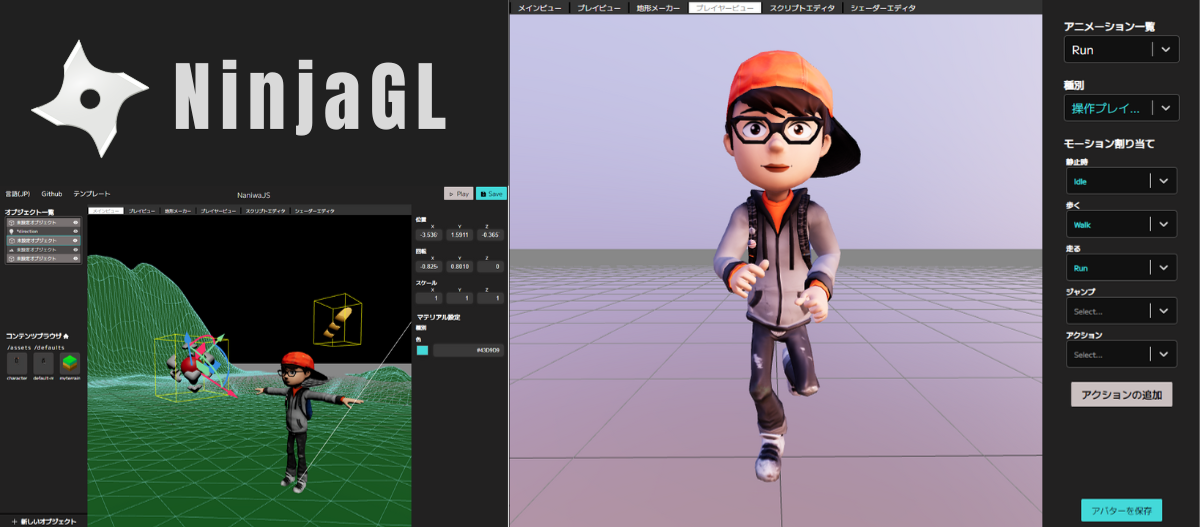 NinjaGL
言語(JP) Github テンプレート
NaniwaJS
Play
Save
オブジェクト一覧
未設定オブジェクト
*direction
未設定オブジェクト
未設定オブジェクト
未設定オブジェクト
コンテンツブラウザ
/assets /defaults
character
myterrain
+ 新しいオブジェクト
メインビュー プレイビュー 地形メーカー プレイヤービュー スクリプトエディタ シェーダーエディタ
位置
X Y Z
1.5911 -0.365
回転
X Y Z
-0.825 0.8010 0
スケール
X Y Z
1 1 1
マテリアル設定
種別
色
メインビュー プレイビュー 地形メーカー プレイヤービュー スクリプトエディタ シェーダーエディタ
アニメーション一覧
Run
種別
操作プレイ...
モーション割り当て
静止時
Idle
歩く
Walk
走る
Run
ジャンプ
Select...
アクション
Select...
アクションの追加
アバターを保存